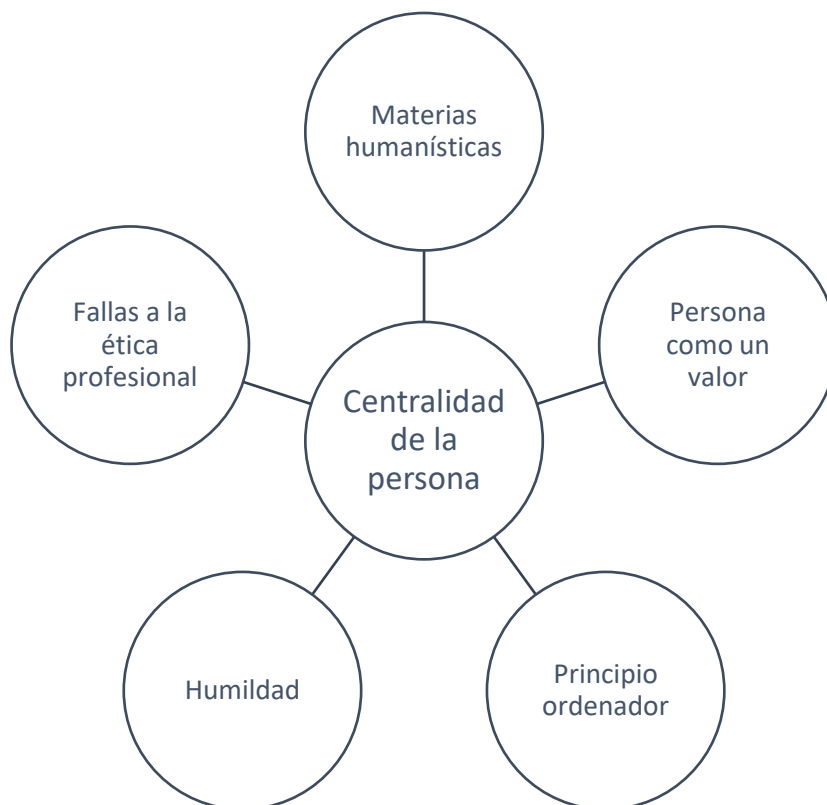 Materias
humanísticas
Fallas a la
ética
profesional
Persona
como un
valor
Centralidad
de la
persona
Humildad
Principio
ordenador